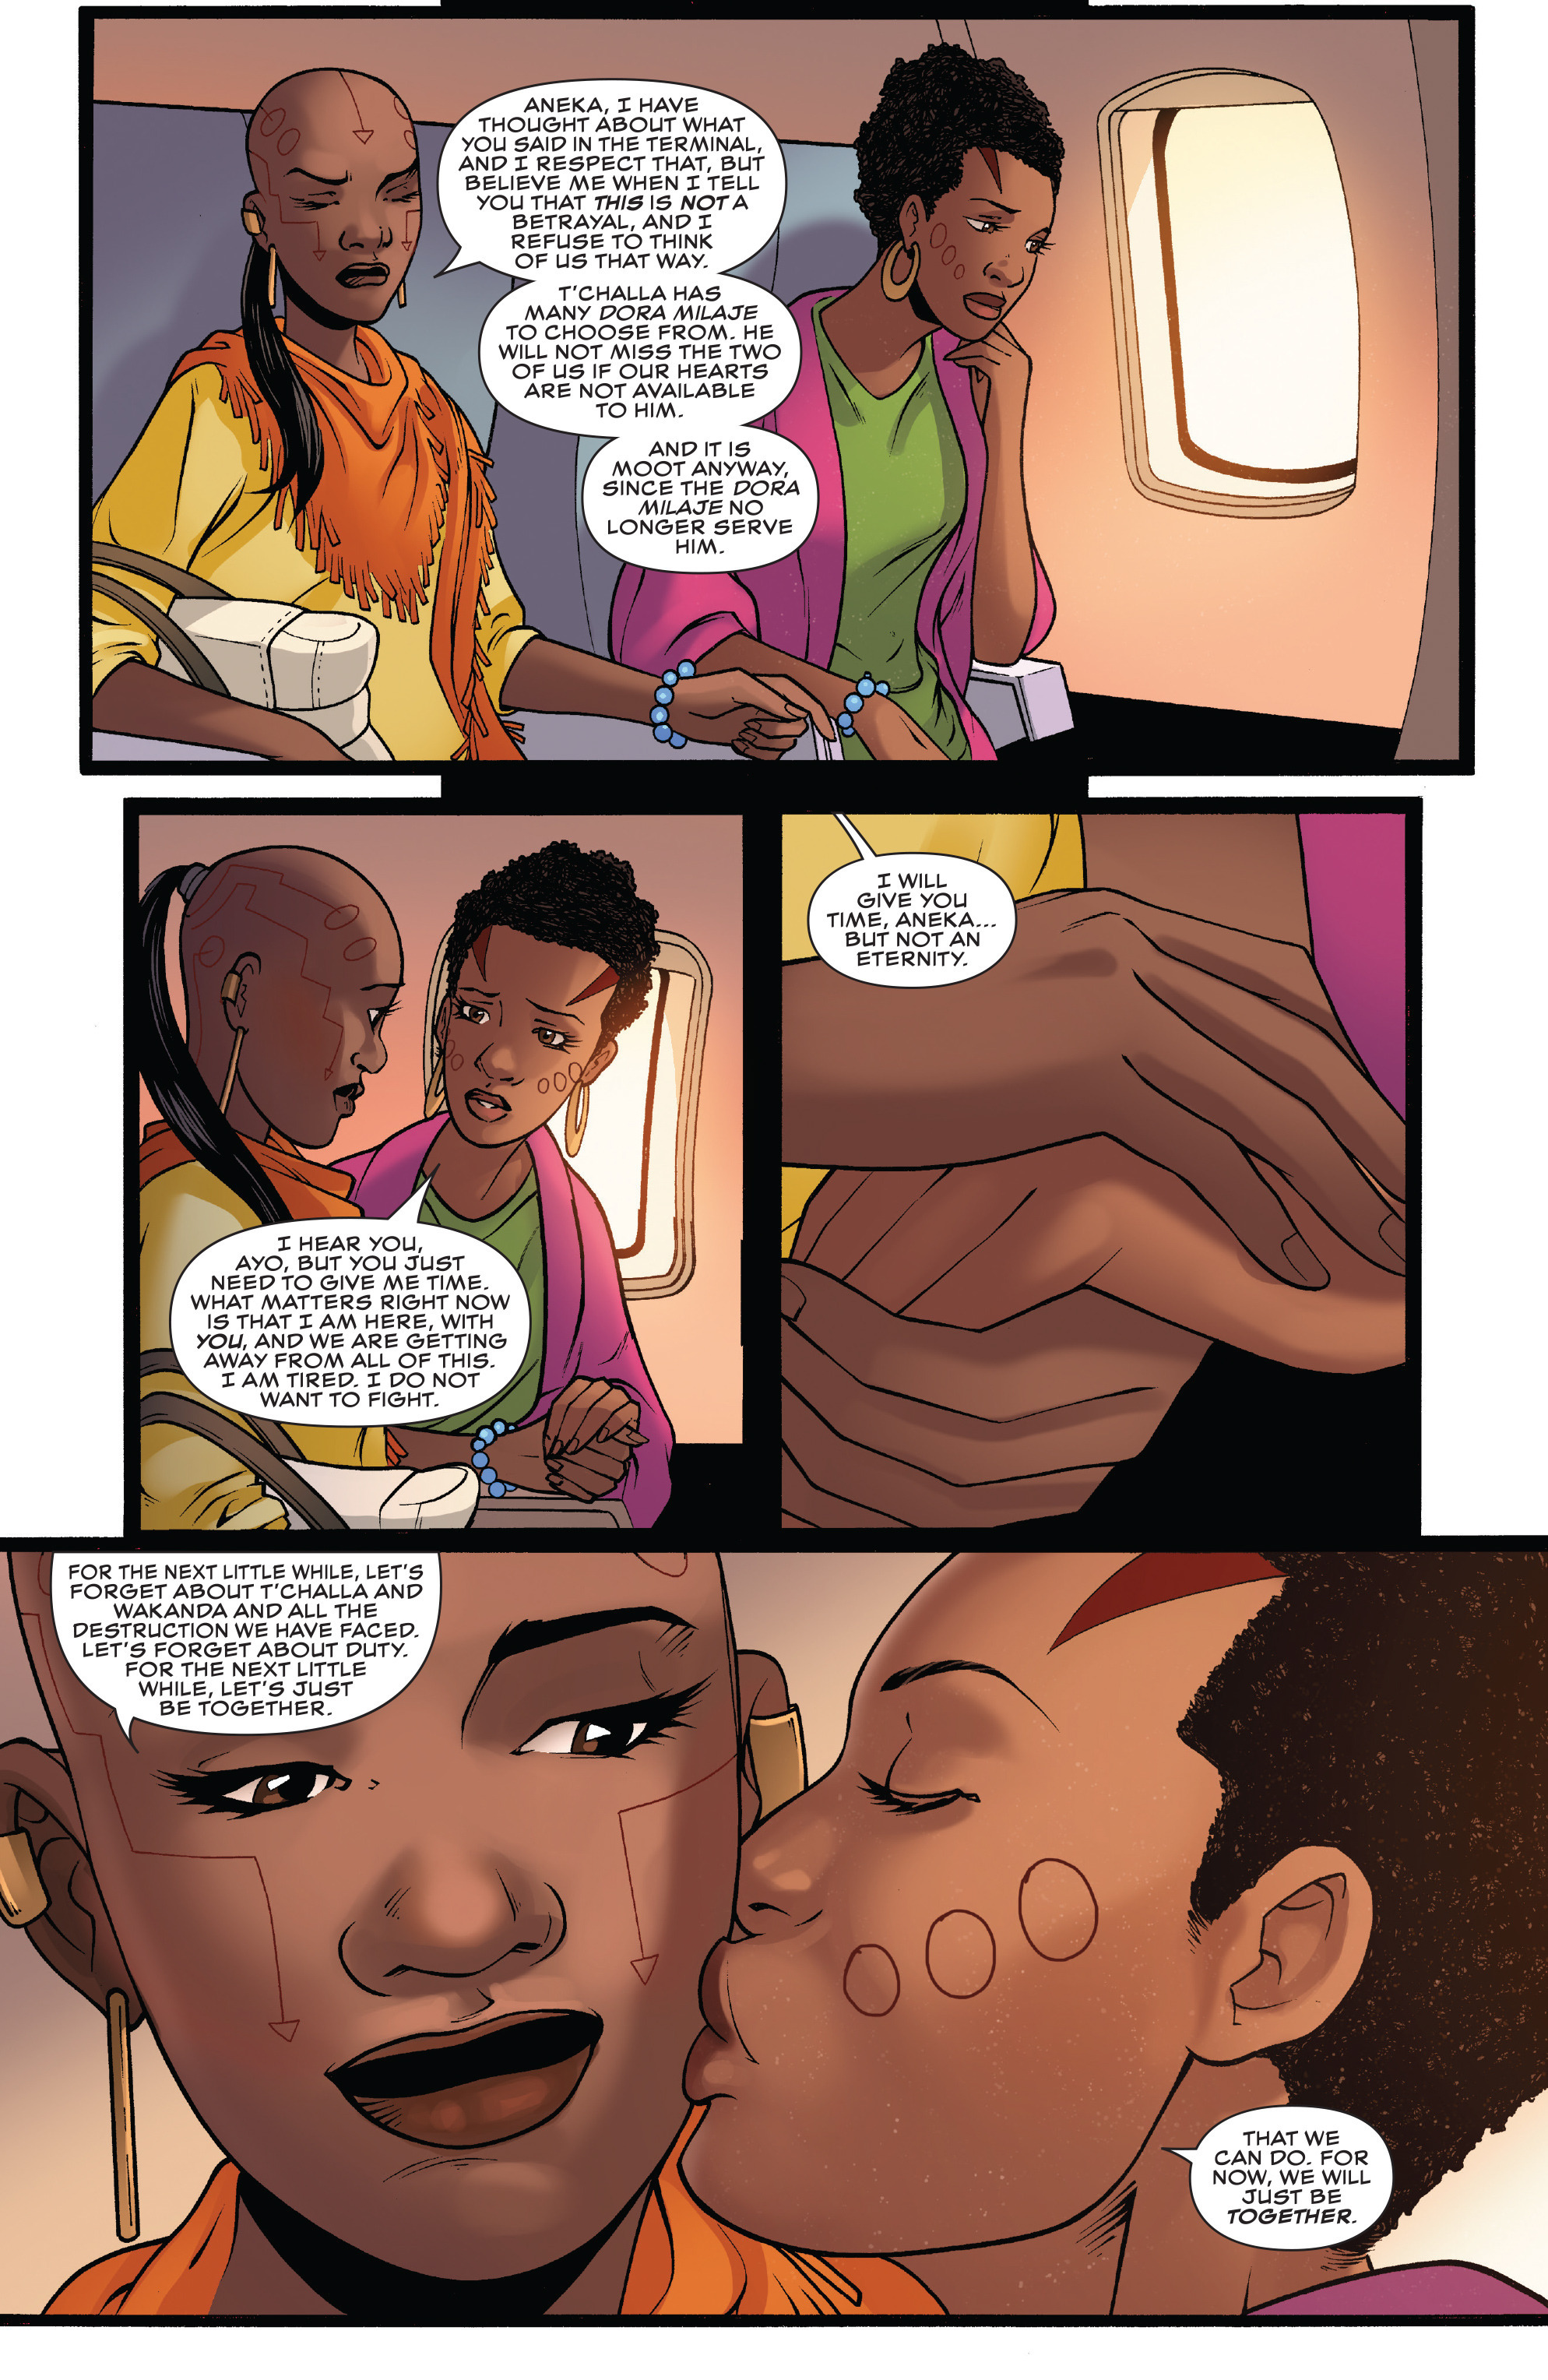 ANEKA, I HAVE
THOUGHT ABOUT WHAT
YOU SAID IN THE TERMINAL,
AND I RESPECT THAT, BUT
BELIEVE ME WHEN I TELL
YOU THAT THIS IS NOT A
BETRAYAL, AND I
REFUSE TO THINK
OF US THAT WAY.
T'CHALLA HAS
MANY DORA MILAJE
TO CHOOSE FROM. HE
WILL NOT MISS THE TWO
OF US IF OUR HEARTS
ARE NOT AVAILABLE
TO HIM.
AND IT IS
MOOT ANYWAY,
SINCE THE DORA
MILAJE NO
LONGER SERVE
HIM.
I HEAR YOU,
AYO, BUT YOU JUST
NEED TO GIVE ME TIME.
WHAT MATTERS RIGHT NOW
IS THAT I AM HERE, WITH
YOU, AND WE ARE GETTING
AWAY FROM ALL OF THIS.
I AM TIRED. I DO NOT
WANT TO FIGHT.
I WILL
GIVE YOU
TIME, ANEKA...
BUT NOT AN
ETERNITY.
FOR THE NEXT LITTLE WHILE, LET'S
FORGET ABOUT T'CHALLA AND
WAKANDA AND ALL THE
DESTRUCTION WE HAVE FACED.
LET'S FORGET ABOUT DUTY.
FOR THE NEXT LITTLE
WHILE, LET'S JUST
BE TOGETHER.
THAT WE
CAN DO. FOR
NOW, WE WILL
JUST BE
TOGETHER.